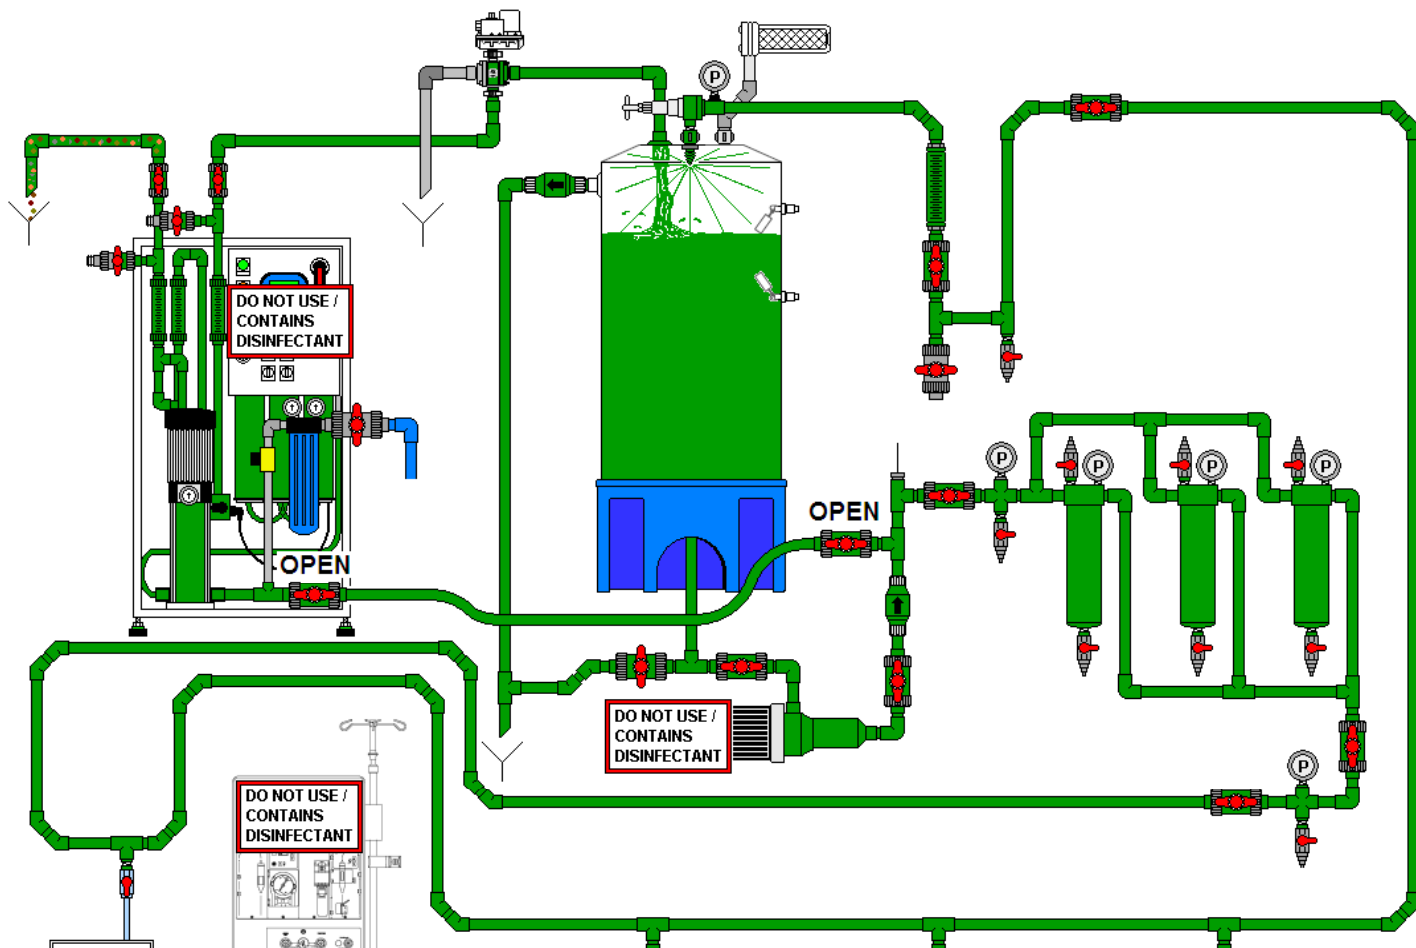 P
DO NOT USE /
CONTAINS
DISINFECTANT
P
P
P
P
OPEN
OPEN
DO NOT USE /
CONTAINS
DISINFECTANT
P
DO NOT USE /
CONTAINS
DISINFECTANT